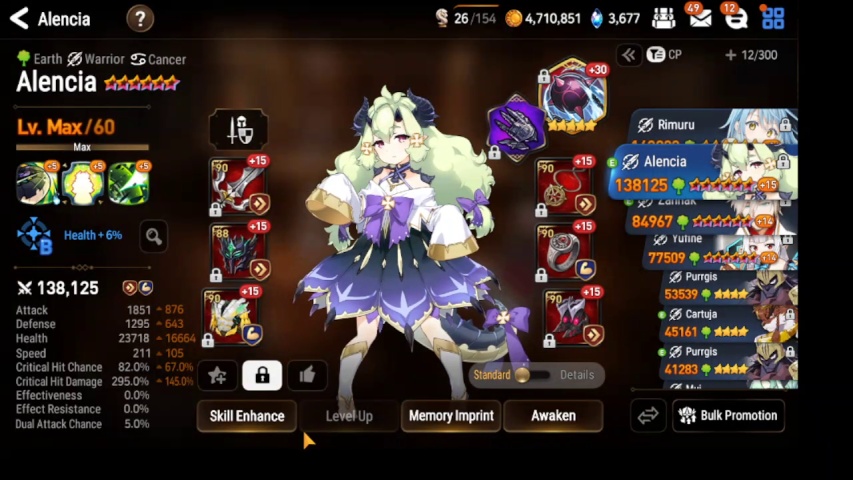 Alencia ?
26/154 4,710,851 3,677 49 12
Earth Warrior Cancer
Alencia
Lv. Max/60
Max
+5 +5 +5
B Health + 6%
138,125
Attack 1851 876
Defense 1295 643
Health 23718 16664
Speed 211 105
Critical Hit Chance 82.0% 67.0%
Critical Hit Damage 295.0% 145.0%
Effectiveness 0.0%
Effect Resistance 0.0%
Dual Attack Chance 5.0%
90 +15
88 +15
90 +15
+30
90 +15
90 +15
90 +15
Standard Details
Skill Enhance Level Up Memory Imprint Awaken
CP + 12/300
Rimuru
Alencia
138125 +15
84967 +14
Yufine
77509 +14
Purrgis
53539
Cartuja
45161
Purrgis
41283
Bulk Promotion